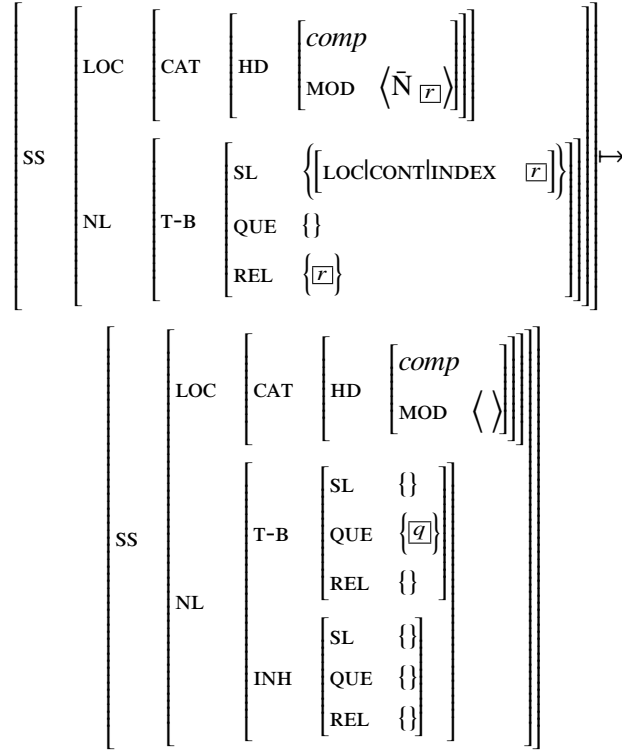 comp
LOC CAT HD
MOD ⟨N̄ r⟩
SS
SL {[LOC|CONT|INDEX r]}
NL T-B QUE {} ↦
REL {r}
comp
LOC CAT HD
MOD ⟨ ⟩
SL {}
T-B QUE {q}
REL {}
SS
NL
SL {}
INH QUE {}
REL {}